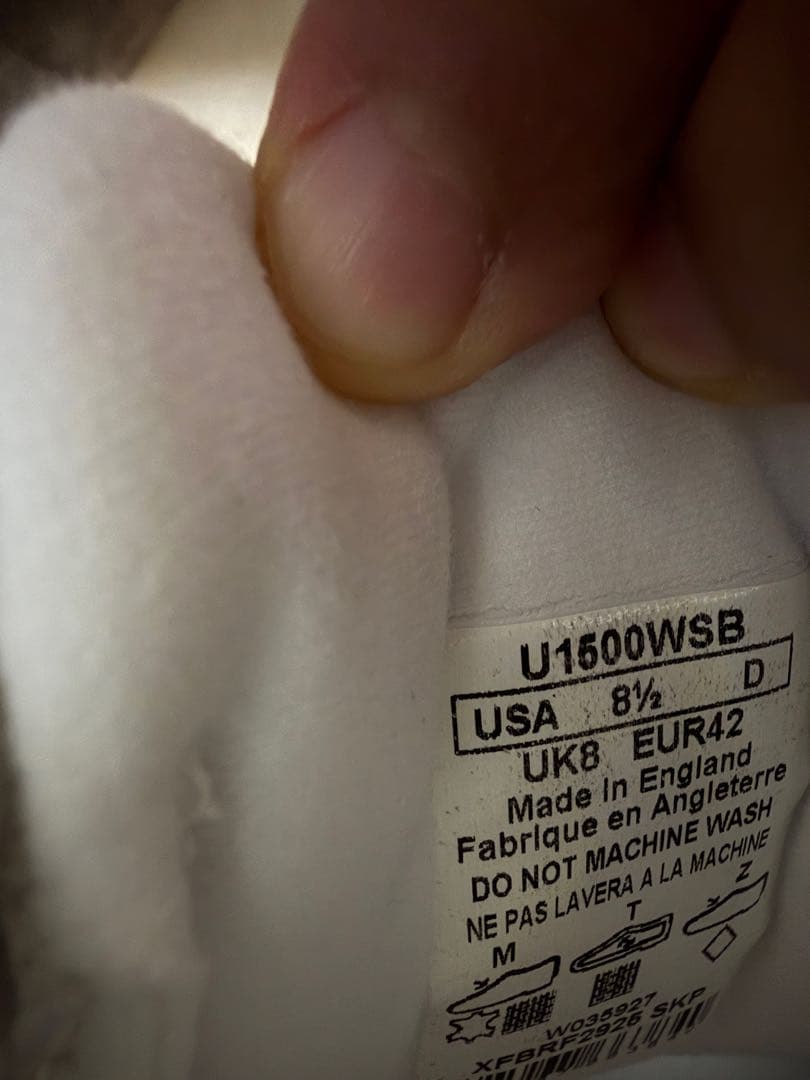 U1500WSB
USA 8½ D
UK8 EUR42
Made in England
Fabrique en Angleterre
DO NOT MACHINE WASH
NE PAS LAVERA A LA MACHINE
M T Z
W035927
XFBRF2926 SKP